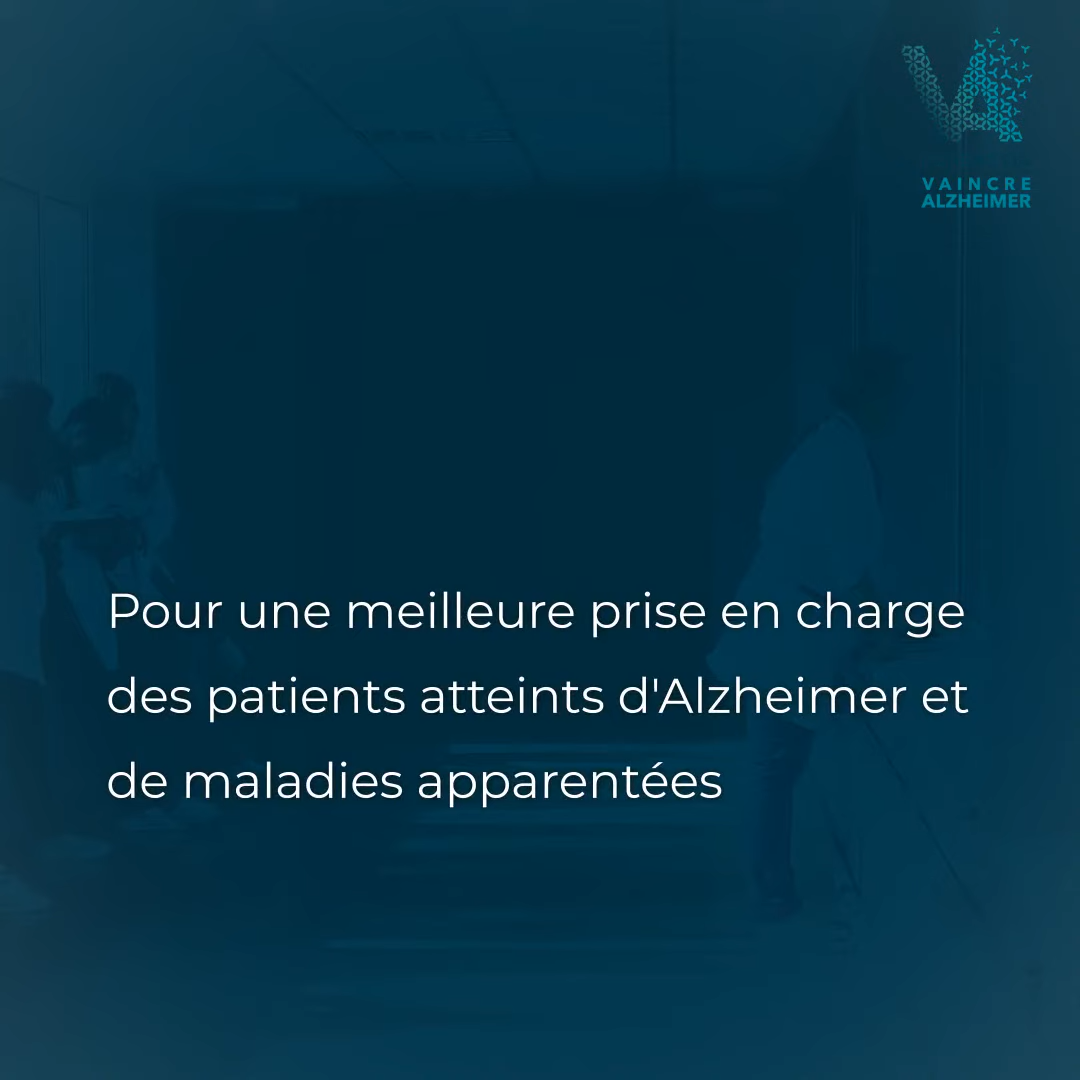 VAINCRE
ALZHEIMER
Pour une meilleure prise en charge
des patients atteints d'Alzheimer et
de maladies apparentées